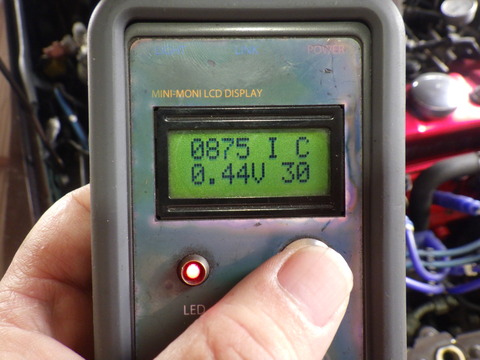 POWER
MINI-MONI LCD DISPLAY
0875 I C
0.44V 30
LED